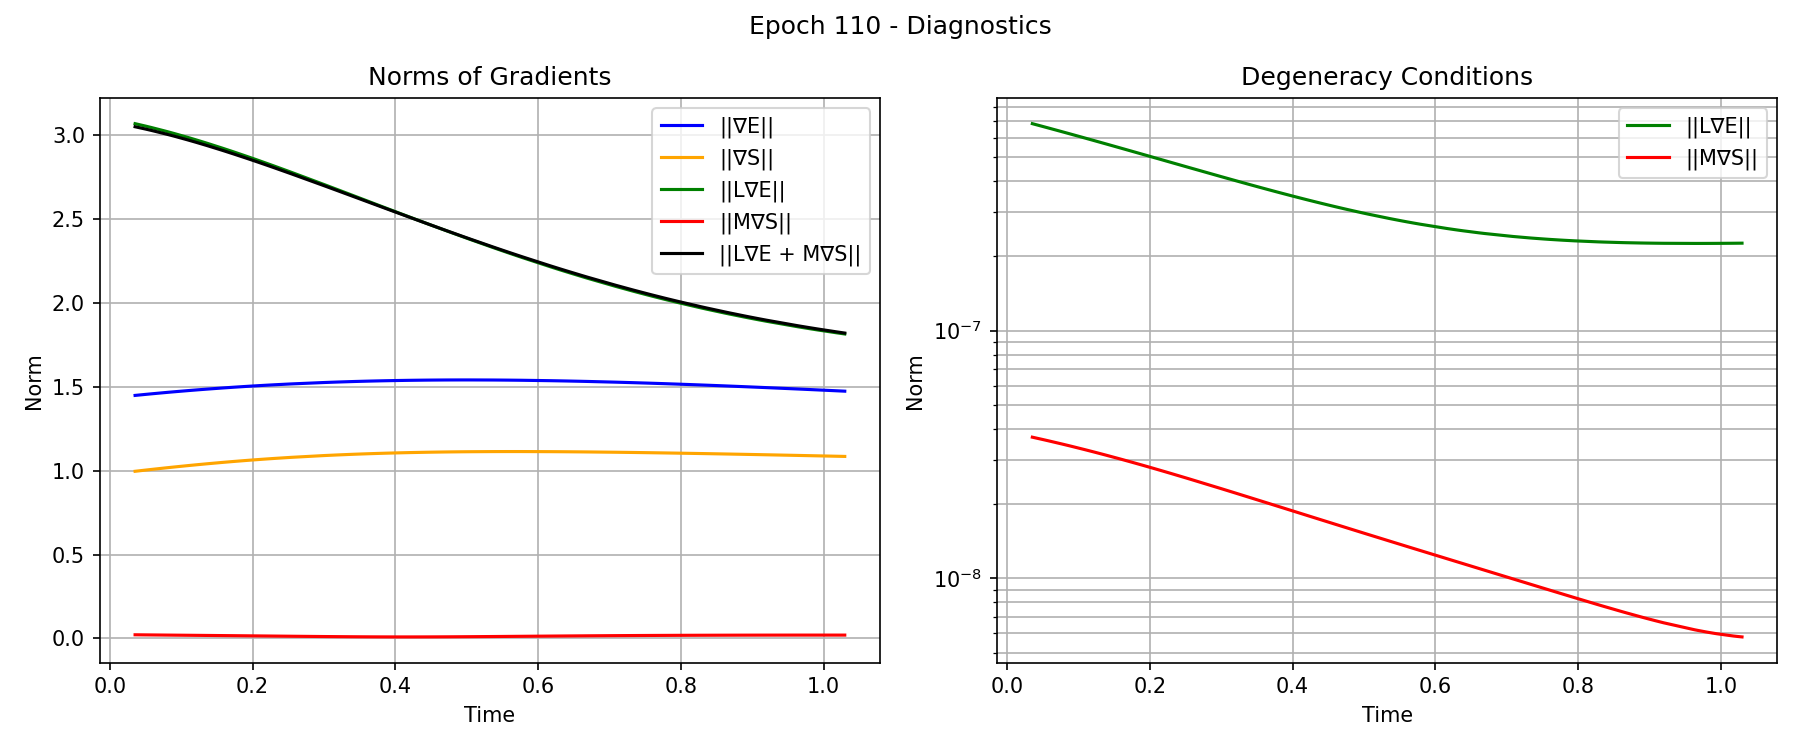 Epoch 110 - Diagnostics
Norms of Gradients
3.0
2.5
2.0
1.5
1.0
0.5
0.0
Norm
0.0 0.2 0.4 0.6 0.8 1.0
Time
||∇E||
||∇S||
||L∇E||
||M∇S||
||L∇E + M∇S||
Degeneracy Conditions
10⁻⁷
10⁻⁸
Norm
0.0 0.2 0.4 0.6 0.8 1.0
Time
||L∇E||
||M∇S||